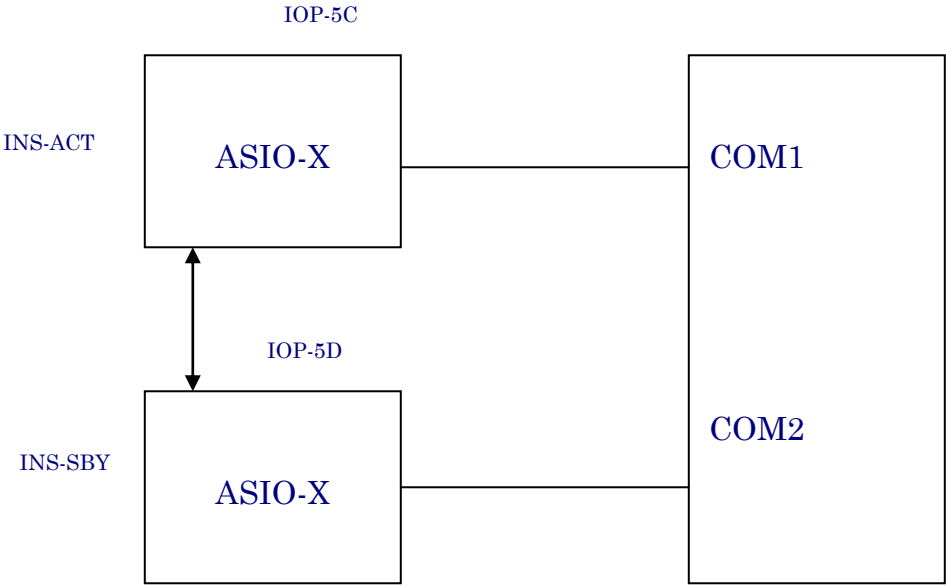 IOP-5C
INS-ACT
ASIO-X
COM1
IOP-5D
COM2
INS-SBY
ASIO-X